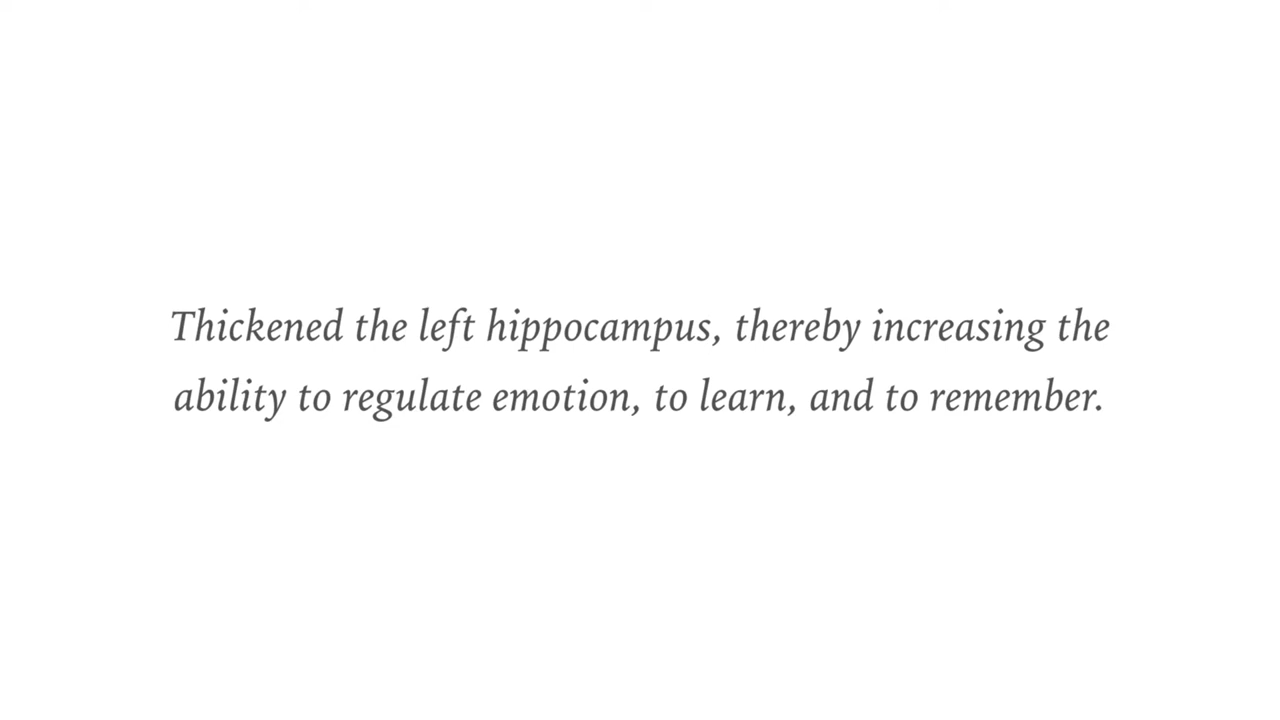 Thickened the left hippocampus, thereby increasing the
ability to regulate emotion, to learn, and to remember.